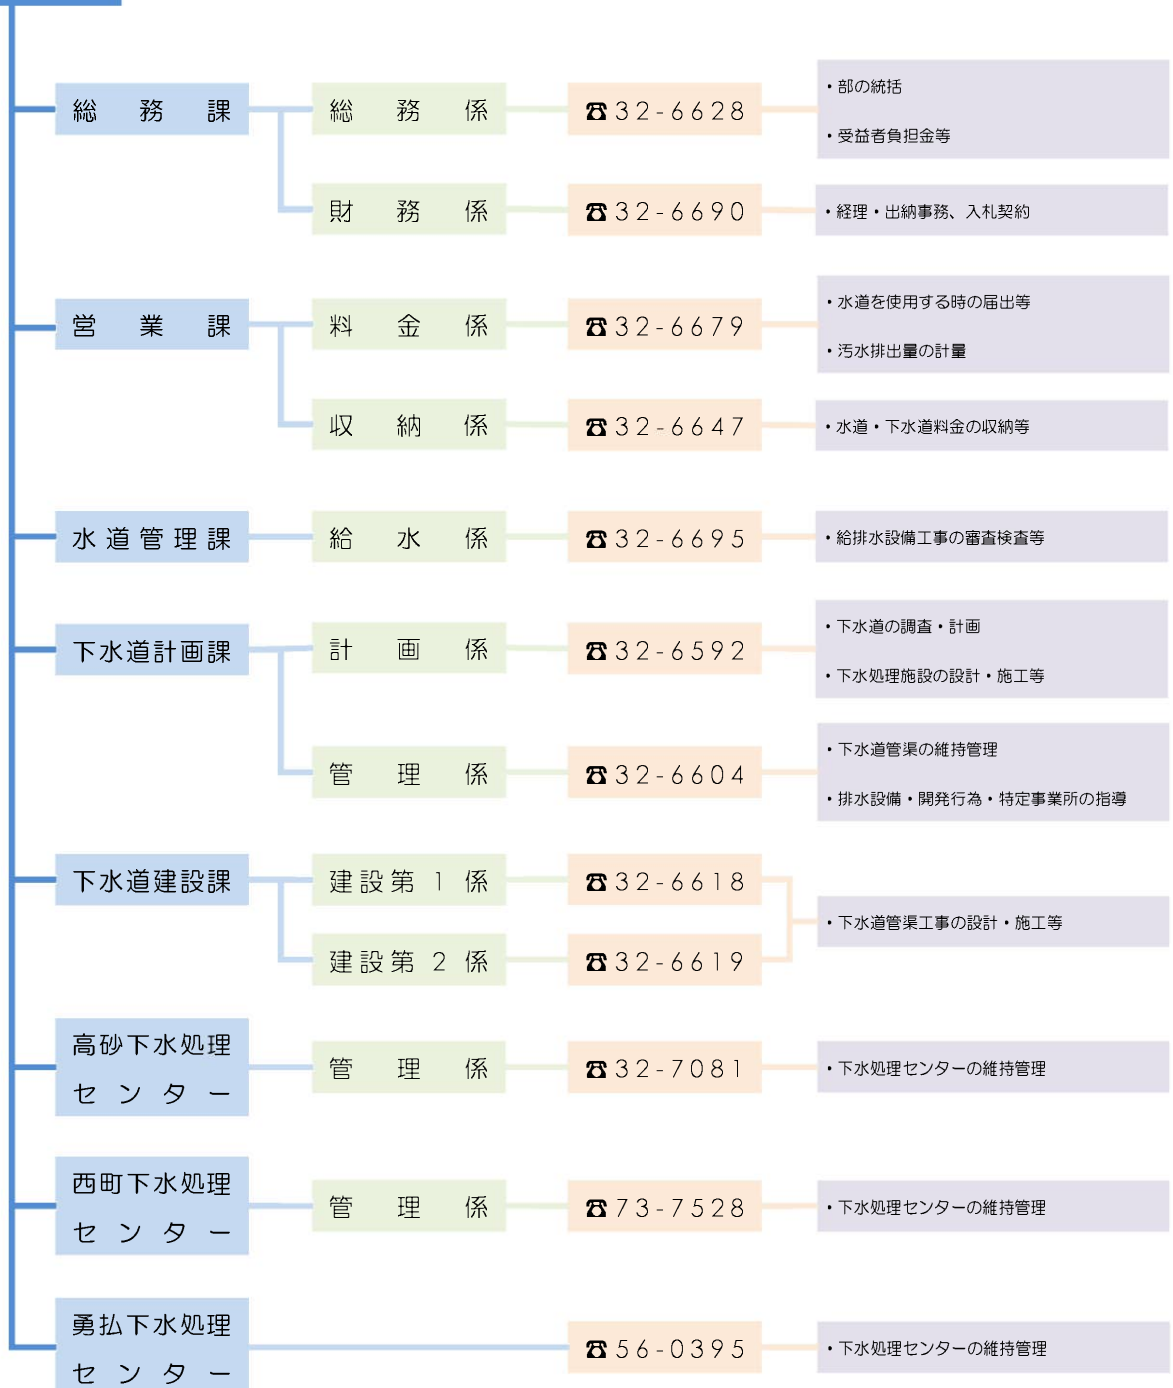 総務課
総務係
☎32-6628
・部の統括
・受益者負担金等
財務係
☎32-6690
・経理・出納事務、入札契約
営業課
料金係
☎32-6679
・水道を使用する時の届出等
・汚水排出量の計量
収納係
☎32-6647
・水道・下水道料金の収納等
水道管理課
給水係
☎32-6695
・給排水設備工事の審査検査等
下水道計画課
計画係
☎32-6592
・下水道の調査・計画
・下水処理施設の設計・施工等
管理係
☎32-6604
・下水道管渠の維持管理
・排水設備・開発行為・特定事業所の指導
下水道建設課
建設第1係
☎32-6618
建設第2係
☎32-6619
・下水道管渠工事の設計・施工等
高砂下水処理
センター
管理係
☎32-7081
・下水処理センターの維持管理
西町下水処理
センター
管理係
☎73-7528
・下水処理センターの維持管理
勇払下水処理
センター
☎56-0395
・下水処理センターの維持管理